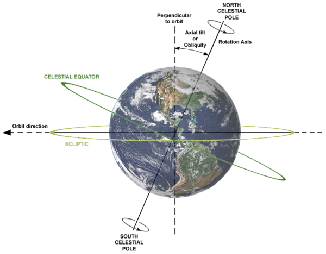 NORTH
CELESTIAL
POLE
Perpendicular
to orbit
Axial tilt
or
Obliquity
Rotation Axis
CELESTIAL EQUATOR
Orbit direction
ECLIPTIC
SOUTH
CELESTIAL
POLE